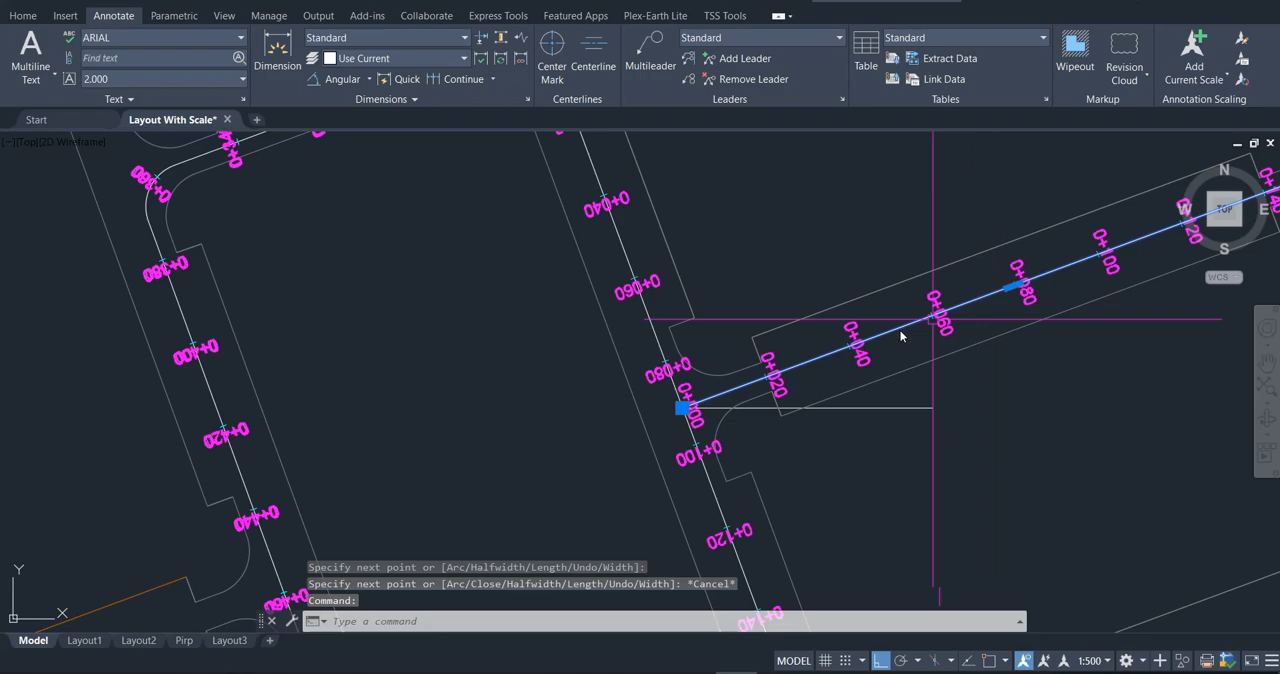 Home Insert Annotate Parametric View Manage Output Add-ins Collaborate Express Tools Featured Apps Plex-Earth Lite TSS Tools
A Multiline Text
ABC ARIAL
Find text
A 2.000
Text
Dimension
Standard
Use Current
Angular Quick Continue
Dimensions
Center Mark
Centerline
Centerlines
Multileader
Standard
Add Leader
Remove Leader
Leaders
Table
Standard
Extract Data
Link Data
Tables
Wipeout
Revision Cloud
Markup
Add Current Scale
Annotation Scaling
Start Layout With Scale*
[−][Top][2D Wireframe]
N
W TOP E
S
WCS
0+380
0+400
0+420
0+440
0+460
0+040
0+060
0+080
0+100
0+120
0+140
0+000
0+020
0+040
0+060
0+080
0+100
0+120
0+140
Specify next point or [Arc/Halfwidth/Length/Undo/Width]:
Specify next point or [Arc/Close/Halfwidth/Length/Undo/Width]: *Cancel*
Command:
Type a command
Y
X
Model Layout1 Layout2 Pirp Layout3
MODEL 1:500